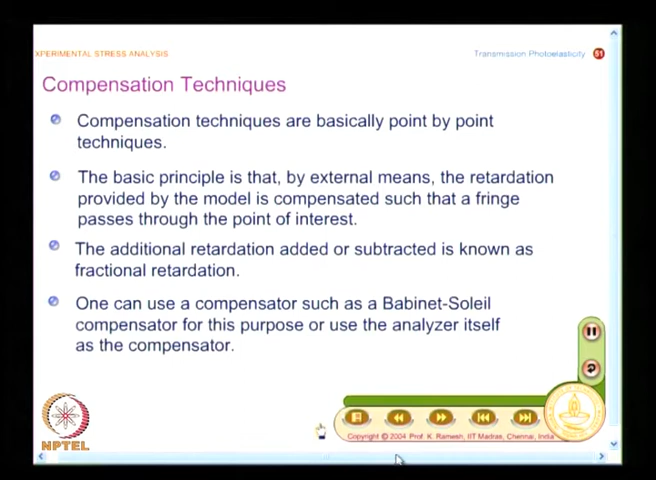 XPERIMENTAL STRESS ANALYSIS
Transmission Photoelasticity 51
Compensation Techniques
Compensation techniques are basically point by point
techniques.
The basic principle is that, by external means, the retardation
provided by the model is compensated such that a fringe
passes through the point of interest.
The additional retardation added or subtracted is known as
fractional retardation.
One can use a compensator such as a Babinet-Soleil
compensator for this purpose or use the analyzer itself
as the compensator.
NPTEL
Copyright © 2004 Prof. K. Ramesh, IIT Madras, Chennai, India